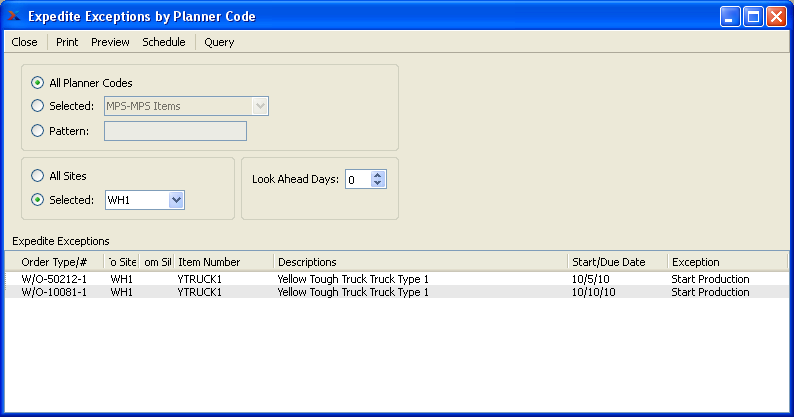 Expedite Exceptions by Planner Code
Close Print Preview Schedule Query
All Planner Codes
Selected: MPS-MPS Items
Pattern:
All Sites
Selected: WH1
Look Ahead Days: 0
Expedite Exceptions
Order Type/# To Site om Sit Item Number Descriptions Start/Due Date Exception
W/O-50212-1 WH1 YTRUCK1 Yellow Tough Truck Truck Type 1 10/5/10 Start Production
W/O-10081-1 WH1 YTRUCK1 Yellow Tough Truck Truck Type 1 10/10/10 Start Production